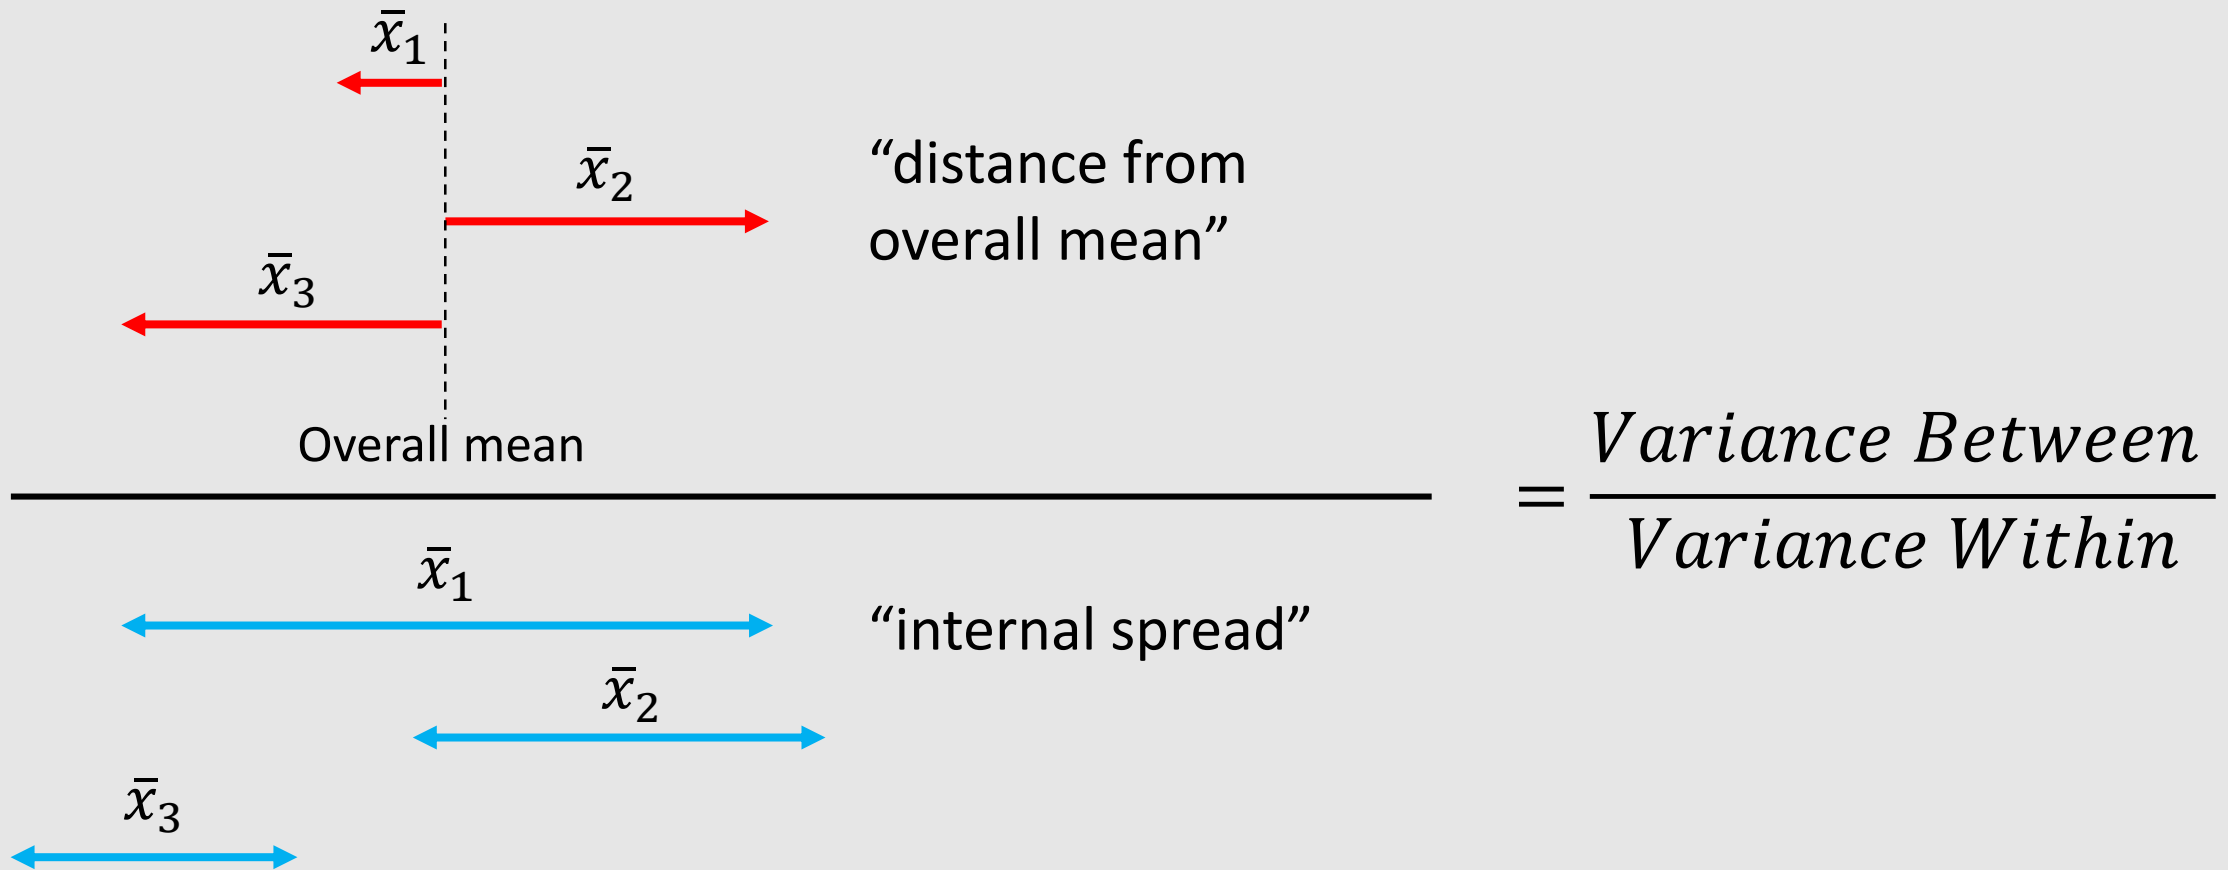 x̄₁
x̄₂
“distance from
overall mean”
x̄₃
Overall mean
= Variance Between
Variance Within
x̄₁
“internal spread”
x̄₂
x̄₃